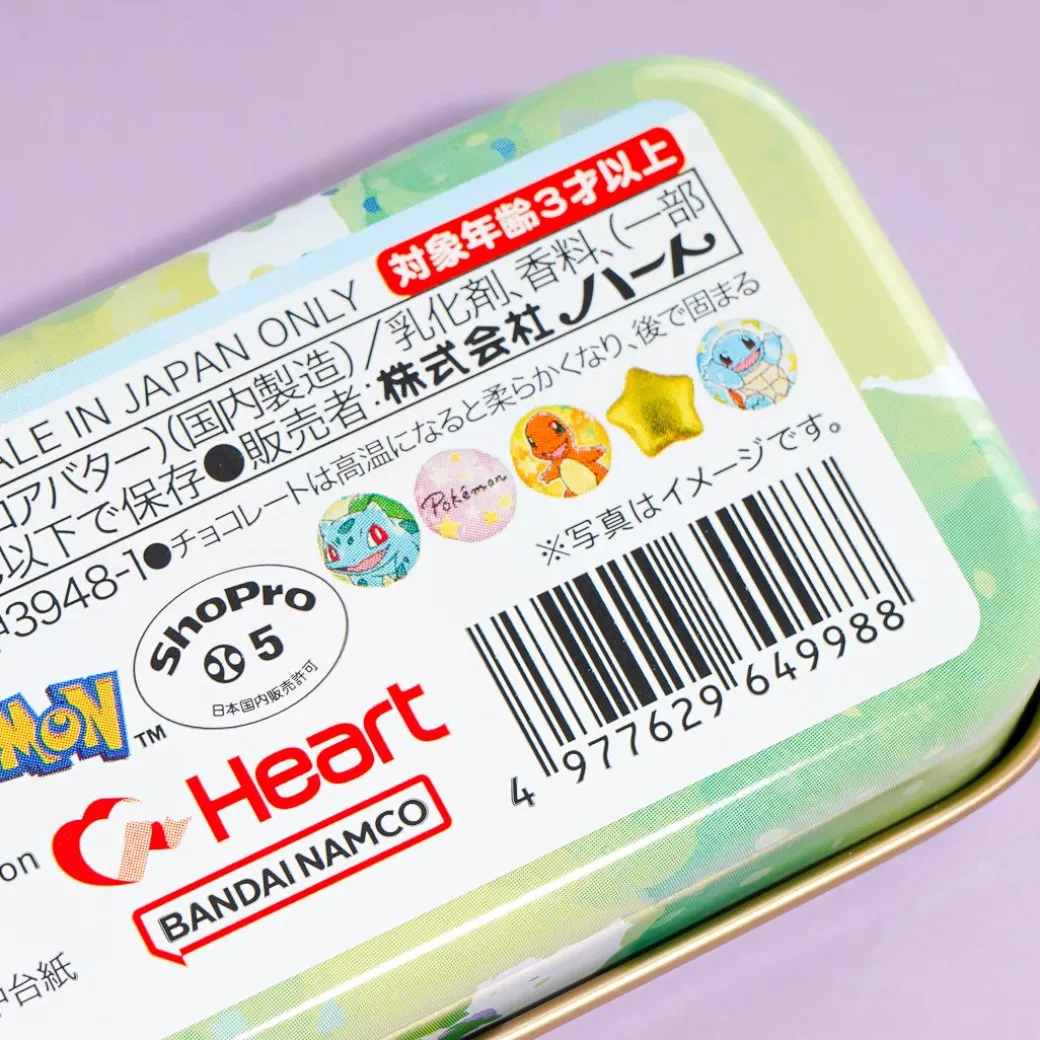 対象年齢3才以上
ALE IN JAPAN ONLY
コアバター)(国内製造)/乳化剤、香料、(一部
以下で保存●販売者:株式会社ハート
3948-1●チョコレートは高温になると柔らかくなり、後で固まる
Pokémon
※写真はイメージです。
ShoPro
5
日本国内販売許可
MON™
Heart
BANDAI NAMCO
4 977629 649988
on
台紙